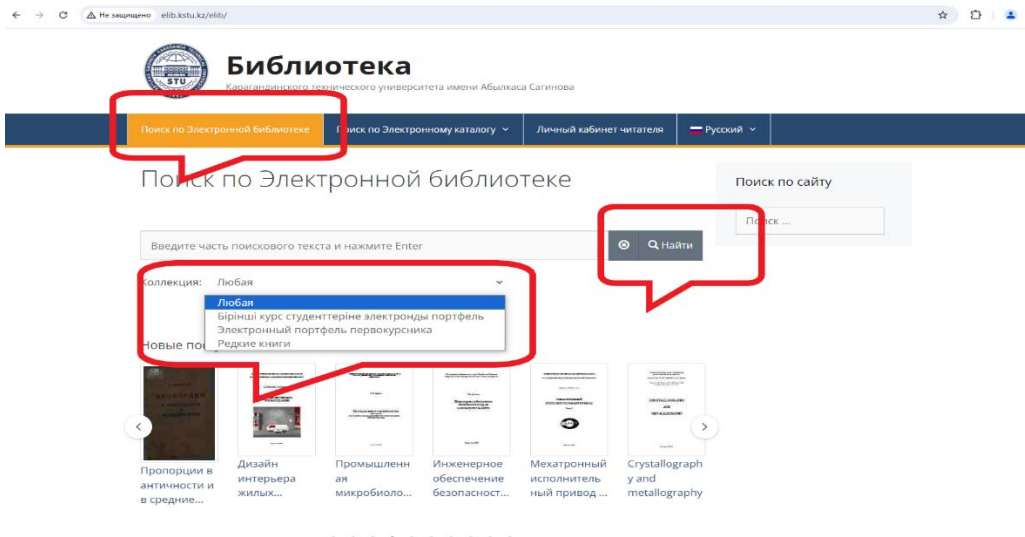 Не защищено elib.kstu.kz/elib/
STU
Библиотека
Карагандинского технического университета имени Абылкаса Сагинова
Поиск по Электронной библиотеке Поиск по Электронному каталогу Личный кабинет читателя Русский
Поиск по Электронной библиотеке
Поиск по сайту
Поиск ...
Введите часть поискового текста и нажмите Enter
Найти
Коллекция: Любая
Любая
Бірінші курс студенттеріне электронды портфель
Электронный портфель первокурсника
Редкие книги
Новые
Пропорции в
античности и
в средние...
Дизайн
интерьера
жилых...
Промышленн
ая
микробиоло...
Инженерное
обеспечение
безопасност...
Мехатронный
исполнитель
ный привод ...
Crystallograph
y and
metallography